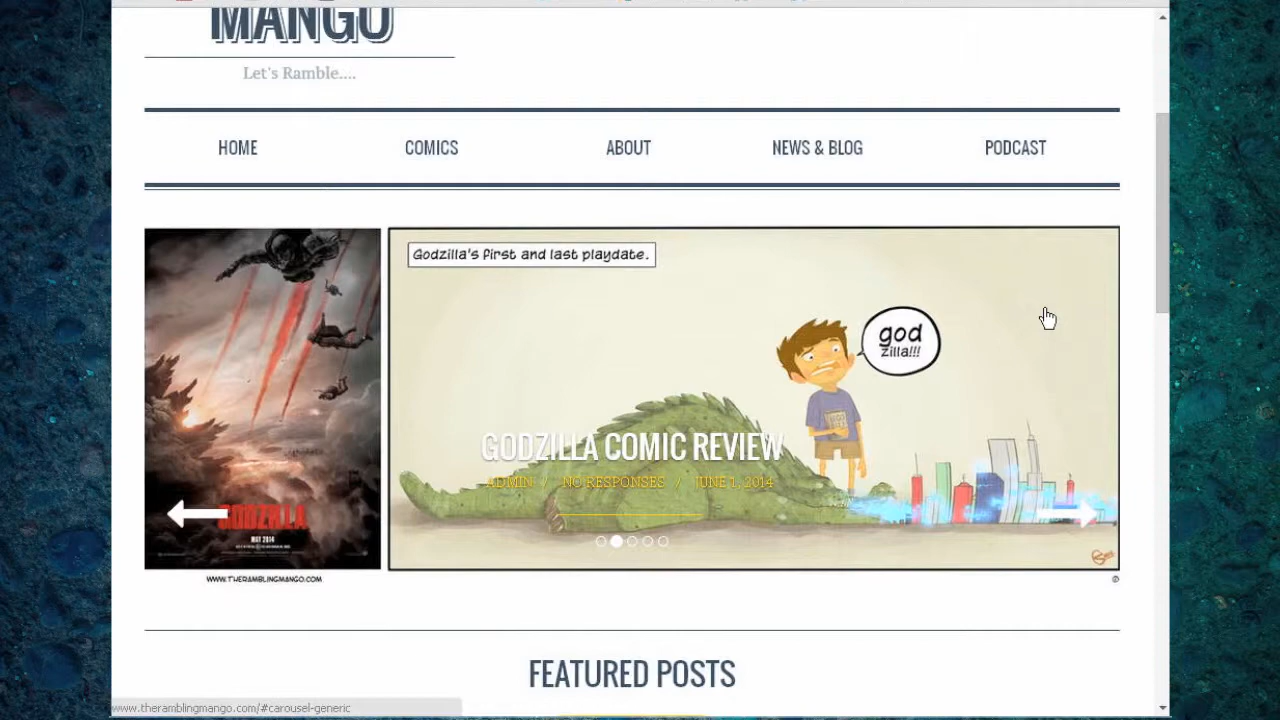 MANGO
Let's Ramble....
HOME
COMICS
ABOUT
NEWS & BLOG
PODCAST
Godzilla's first and last playdate.
god
zilla!!!
GODZILLA COMIC REVIEW
ADMIN / NO RESPONSES / JUNE 1, 2014
GODZILLA
MAY 2014
WWW.THERAMBLINGMANGO.COM
©
FEATURED POSTS
www.theramblingmango.com/#carousel-generic